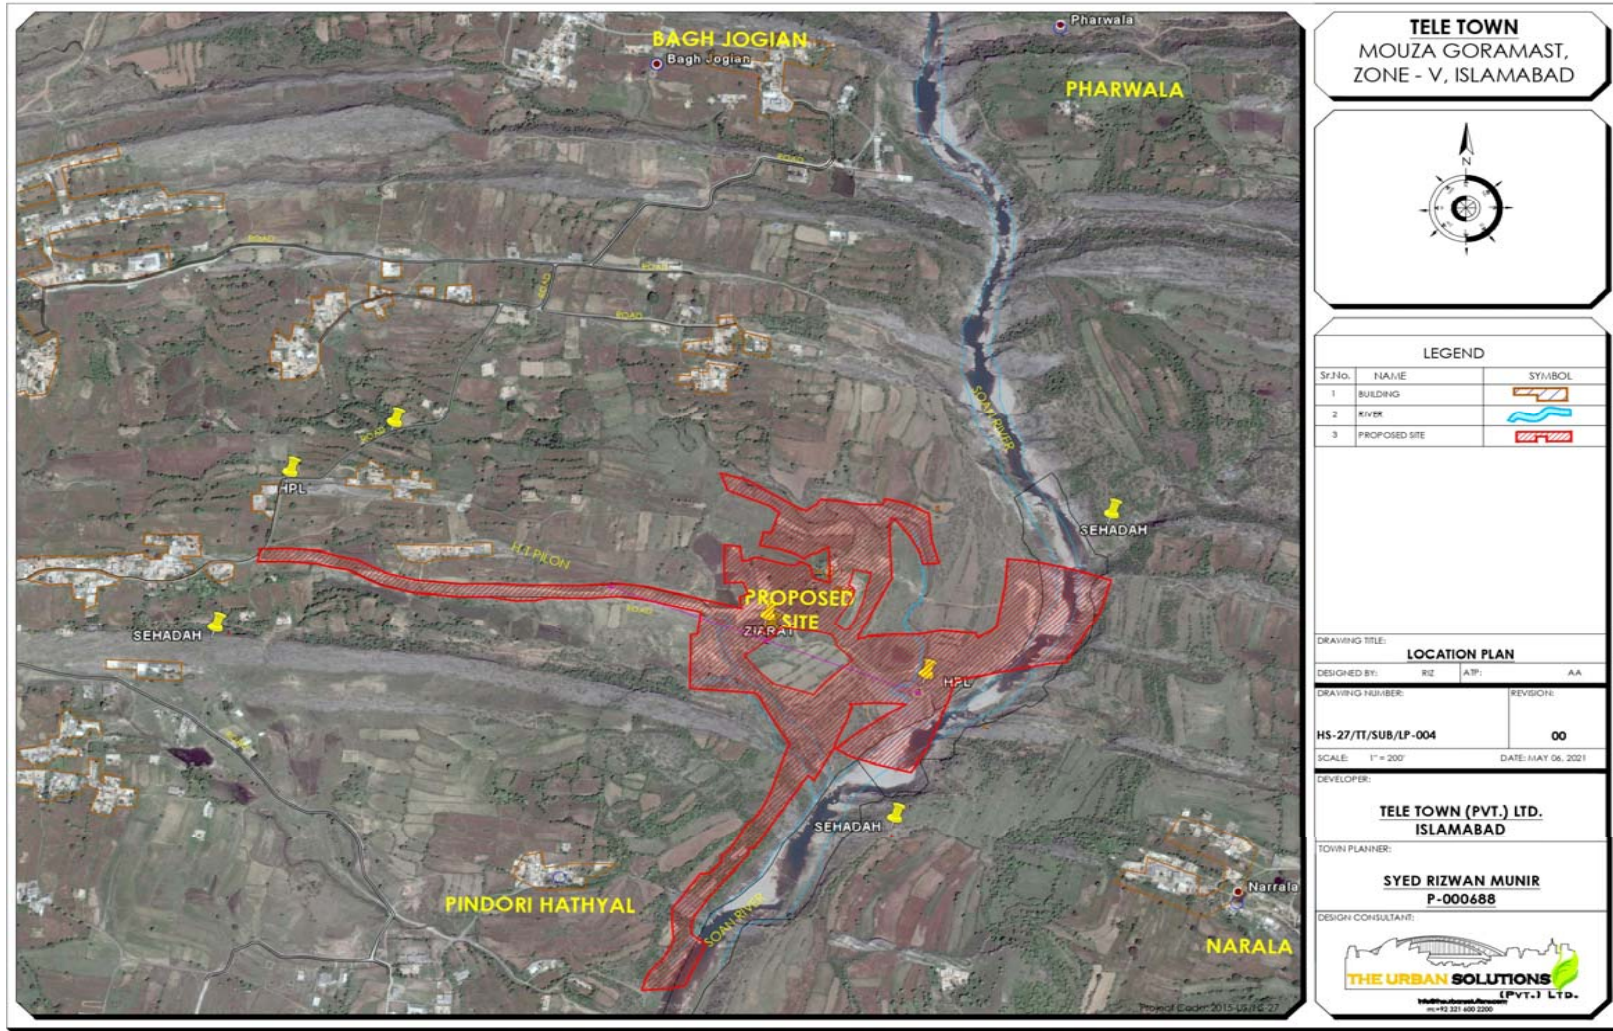 BAGH JOGIAN
Bagh Jogian
Pharwala
PHARWALA
ROAD
ROAD
ROAD
ROAD
ROAD
SOAN RIVER
ROAD
HPL
SEHADAH
H.T PILON
ROAD
PROPOSED
SITE
ZIARAT
SEHADAH
HPL
SEHADAH
PINDORI HATHYAL
SOAN RIVER
Narrala
NARALA
TELE TOWN
MOUZA GORAMAST,
ZONE - V, ISLAMABAD
N
LEGEND
Sr.No. NAME SYMBOL
1 BUILDING
2 RIVER
3 PROPOSED SITE
DRAWING TITLE:
LOCATION PLAN
DESIGNED BY: RIZ ATP: AA
DRAWING NUMBER: REVISION:
HS-27/TT/SUB/LP-004 00
SCALE: 1" = 200' DATE: MAY 06, 2021
DEVELOPER:
TELE TOWN (PVT.) LTD.
ISLAMABAD
TOWN PLANNER:
SYED RIZWAN MUNIR
P-000688
DESIGN CONSULTANT:
THE URBAN SOLUTIONS
(PVT.) LTD.